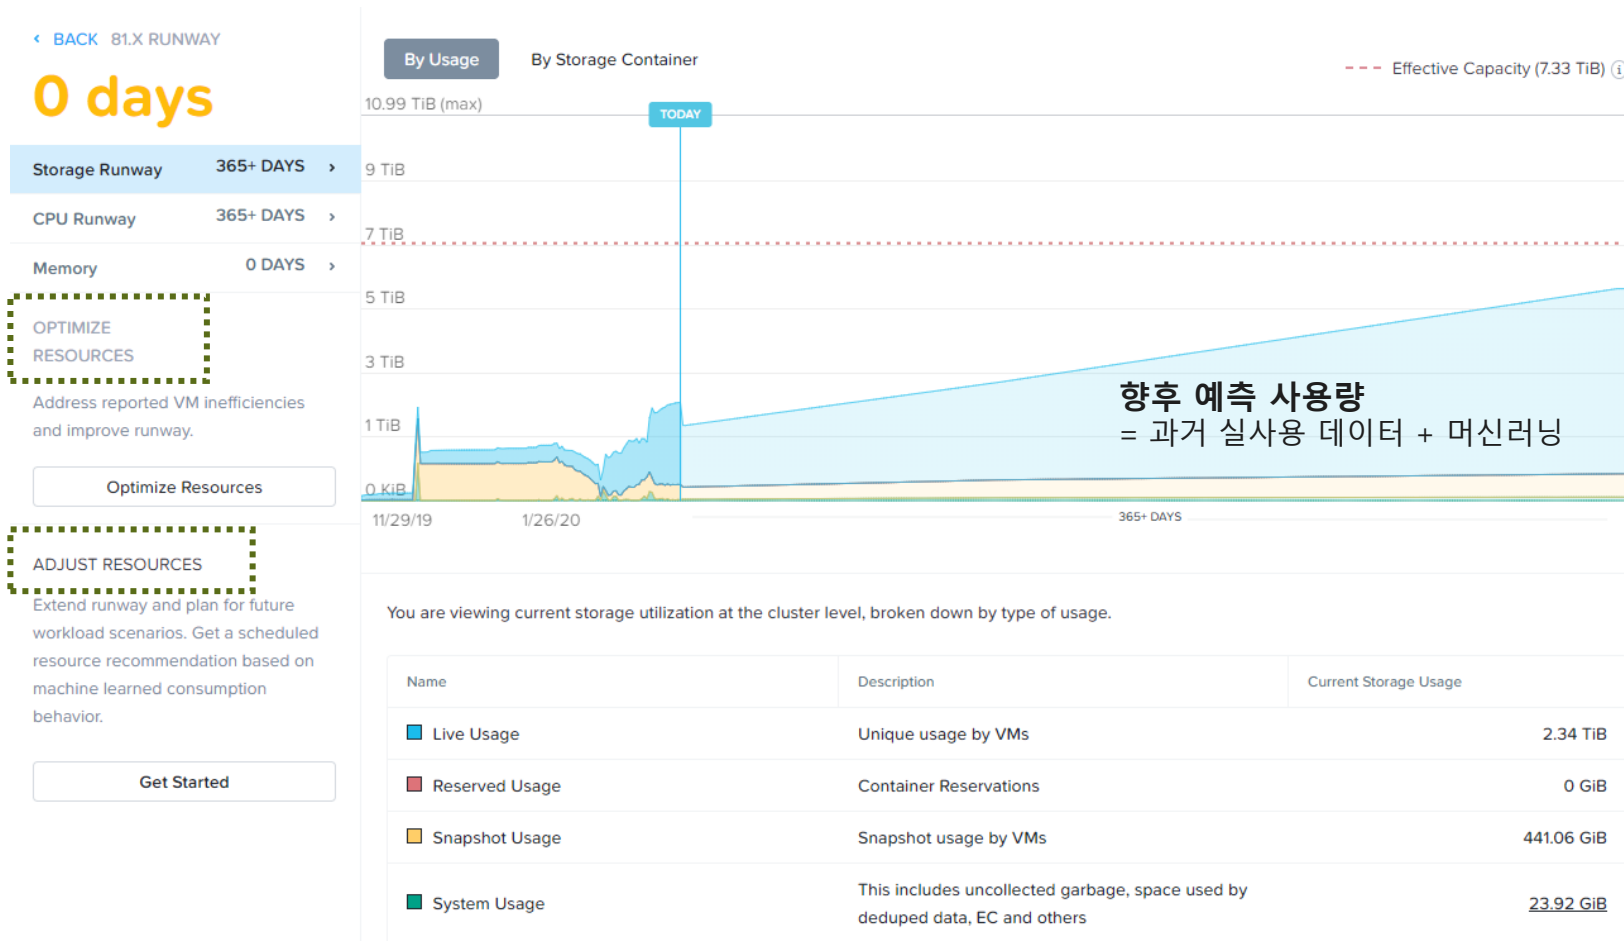 BACK 81.X RUNWAY
0 days
Storage Runway 365+ DAYS
CPU Runway 365+ DAYS
Memory 0 DAYS
OPTIMIZE
RESOURCES
Address reported VM inefficiencies
and improve runway.
Optimize Resources
ADJUST RESOURCES
Extend runway and plan for future
workload scenarios. Get a scheduled
resource recommendation based on
machine learned consumption
behavior.
Get Started
By Usage By Storage Container
Effective Capacity (7.33 TiB)
10.99 TiB (max)
TODAY
9 TiB
7 TiB
5 TiB
3 TiB
1 TiB
0 KiB
향후 예측 사용량
= 과거 실사용 데이터 + 머신러닝
11/29/19 1/26/20 365+ DAYS
You are viewing current storage utilization at the cluster level, broken down by type of usage.
Name Description Current Storage Usage
Live Usage Unique usage by VMs 2.34 TiB
Reserved Usage Container Reservations 0 GiB
Snapshot Usage Snapshot usage by VMs 441.06 GiB
System Usage This includes uncollected garbage, space used by
deduped data, EC and others 23.92 GiB